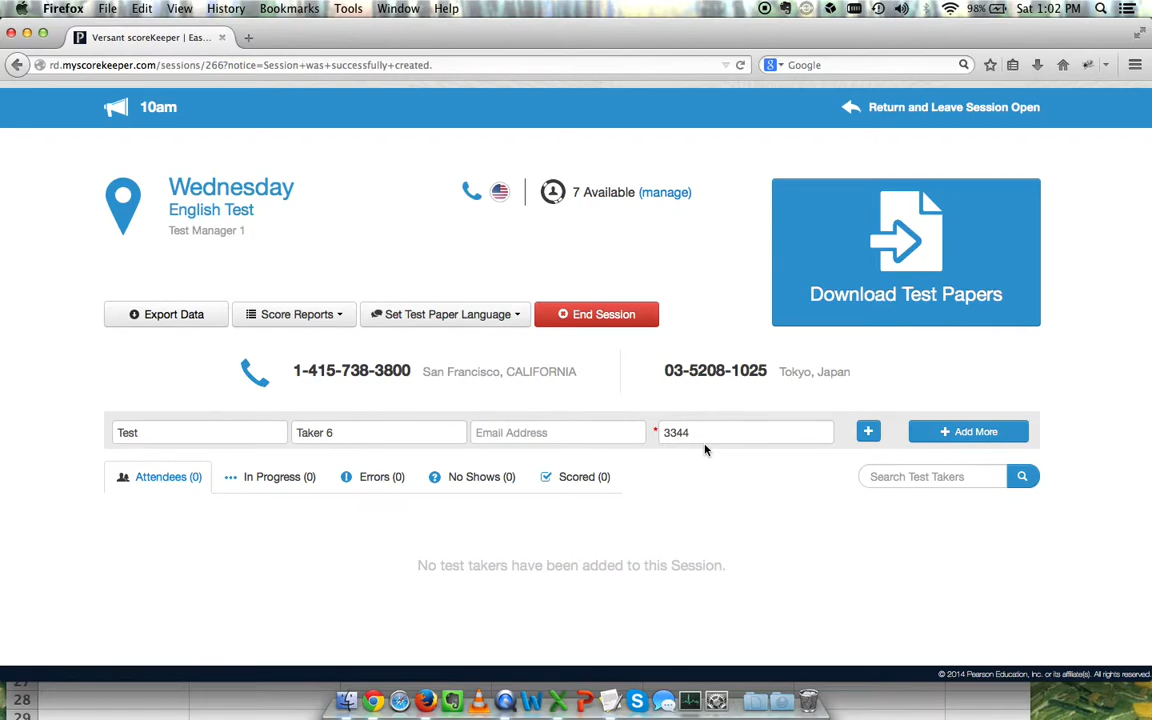 Firefox File Edit View History Bookmarks Tools Window Help 98% Sat 1:02 PM
Versant scoreKeeper | Eas...
rd.myscorekeeper.com/sessions/266?notice=Session+was+successfully+created. Google
10am Return and Leave Session Open
Wednesday
English Test
Test Manager 1
7 Available (manage)
Download Test Papers
Export Data Score Reports Set Test Paper Language End Session
1-415-738-3800 San Francisco, CALIFORNIA 03-5208-1025 Tokyo, Japan
Test Taker 6 Email Address * 3344 + Add More
Attendees (0) In Progress (0) Errors (0) No Shows (0) Scored (0) Search Test Takers
No test takers have been added to this Session.
© 2014 Pearson Education, Inc. or its affiliate(s). All rights reserved.
28